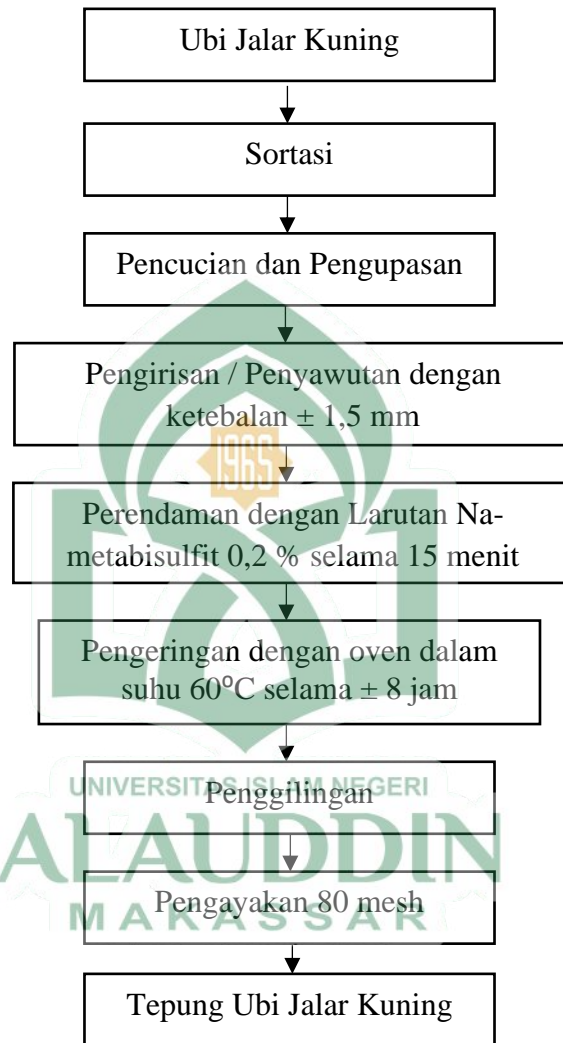 Ubi Jalar Kuning
Sortasi
Pencucian dan Pengupasan
Pengirisan / Penyawutan dengan
ketebalan ± 1,5 mm
1965
Perendaman dengan Larutan Na-
metabisulfit 0,2 % selama 15 menit
Pengeringan dengan oven dalam
suhu 60⁰C selama ± 8 jam
UNIVERSITAS ISLAM NEGERI
Penggilingan
ALAUDDIN
Pengayakan 80 mesh
MAKASSAR
Tepung Ubi Jalar Kuning